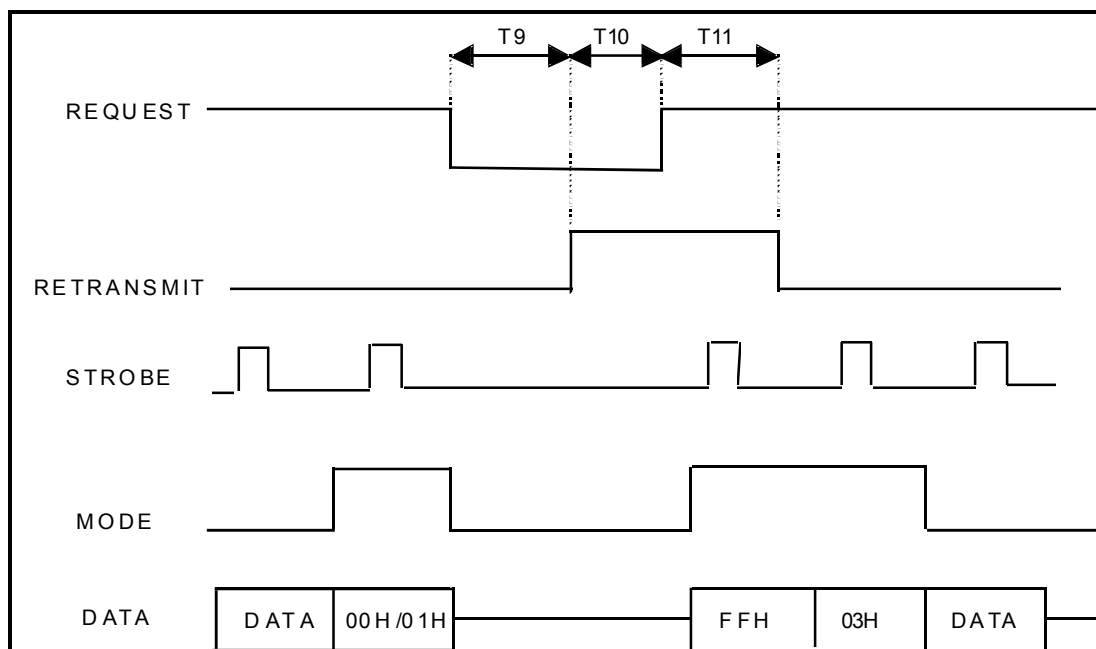 T9 T10 T11
REQUEST
RETRANSMIT
STROBE
MODE
DATA DATA 00H/01H FFH 03H DATA